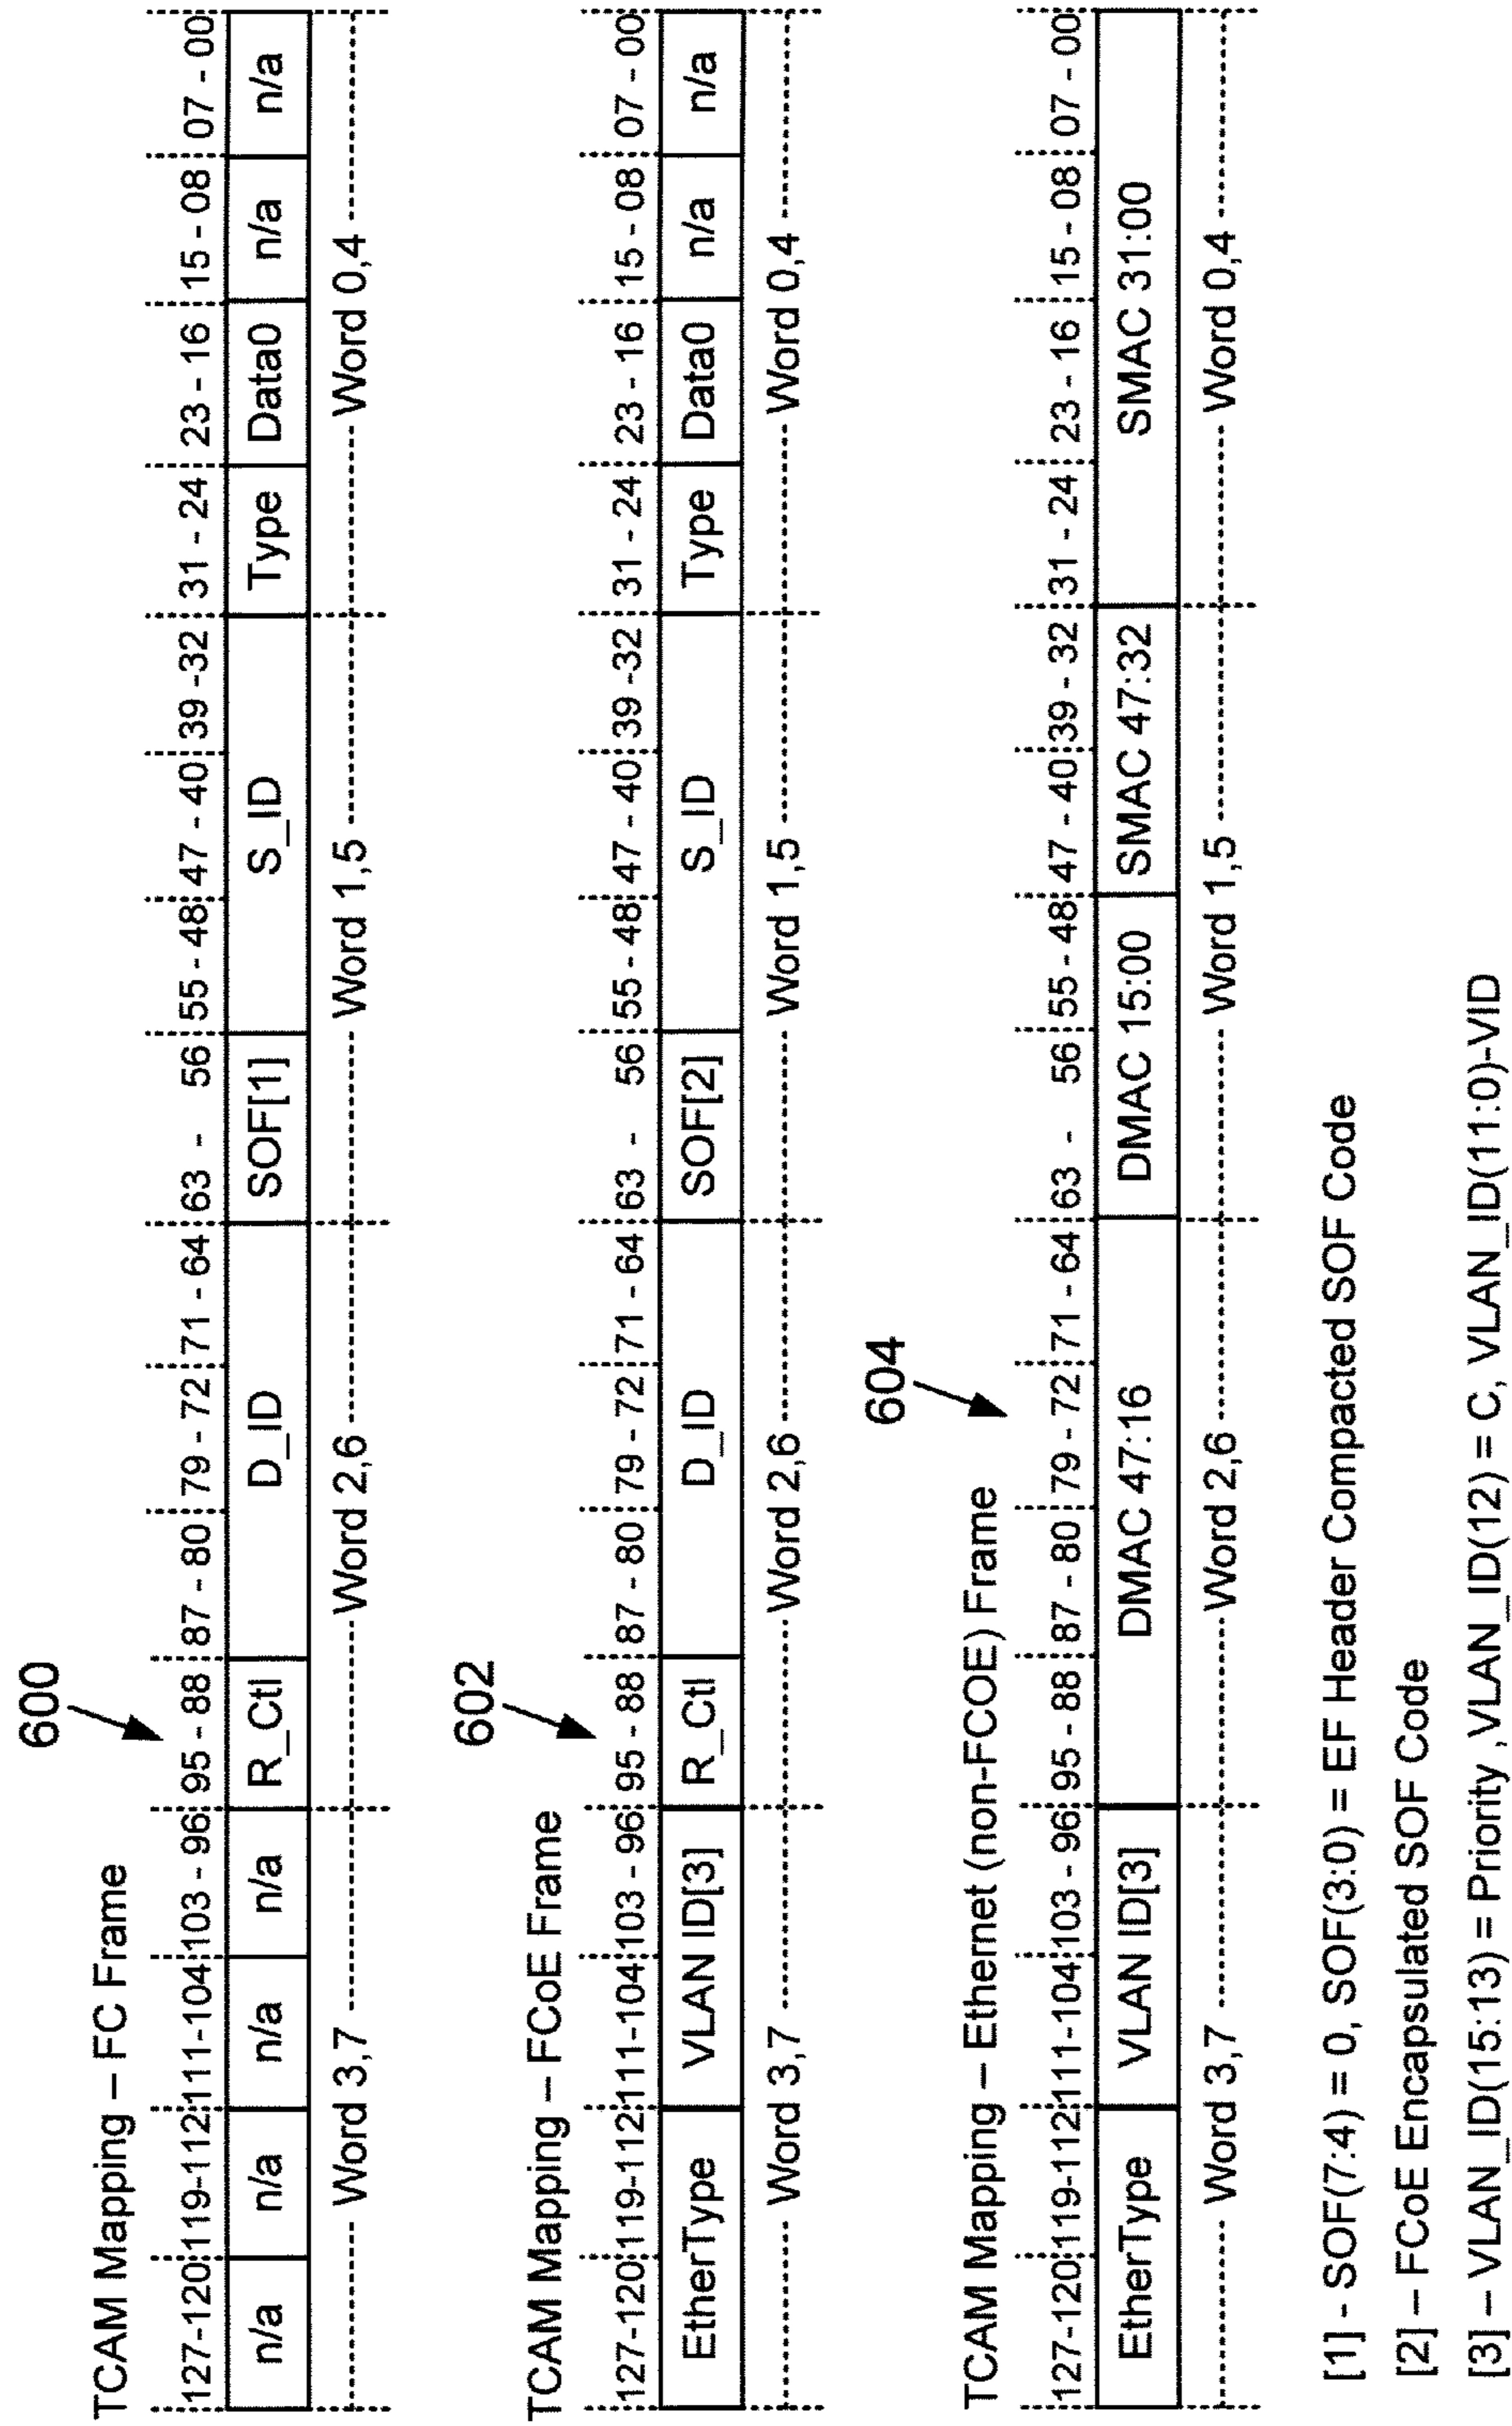 600
TCAM Mapping – FC Frame
127-120 119-112 111-104 103 - 96 95 - 88 87 - 80 79 - 72 71 - 64 63 - 56 55 - 48 47 - 40 39 -32 31 - 24 23 - 16 15 - 08 07 - 00
n/a n/a n/a n/a R_Ctl D_ID SOF[1] S_ID Type Data0 n/a n/a
Word 3,7 Word 2,6 Word 1,5 Word 0,4
602
TCAM Mapping – FCoE Frame
127-120 119-112 111-104 103 - 96 95 - 88 87 - 80 79 - 72 71 - 64 63 - 56 55 - 48 47 - 40 39 -32 31 - 24 23 - 16 15 - 08 07 - 00
EtherType VLAN ID[3] R_Ctl D_ID SOF[2] S_ID Type Data0 n/a n/a
Word 3,7 Word 2,6 Word 1,5 Word 0,4
604
TCAM Mapping – Ethernet (non-FCOE) Frame
127-120 119-112 111-104 103 - 96 95 - 88 87 - 80 79 - 72 71 - 64 63 - 56 55 - 48 47 - 40 39 - 32 31 - 24 23 - 16 15 - 08 07 - 00
EtherType VLAN ID[3] DMAC 47:16 DMAC 15:00 SMAC 47:32 SMAC 31:00
Word 3,7 Word 2,6 Word 1,5 Word 0,4
[1] - SOF(7:4) = 0, SOF(3:0) = EF Header Compacted SOF Code
[2] – FCoE Encapsulated SOF Code
[3] – VLAN_ID(15:13) = Priority ,VLAN_ID(12) = C, VLAN_ID(11:0)-VID